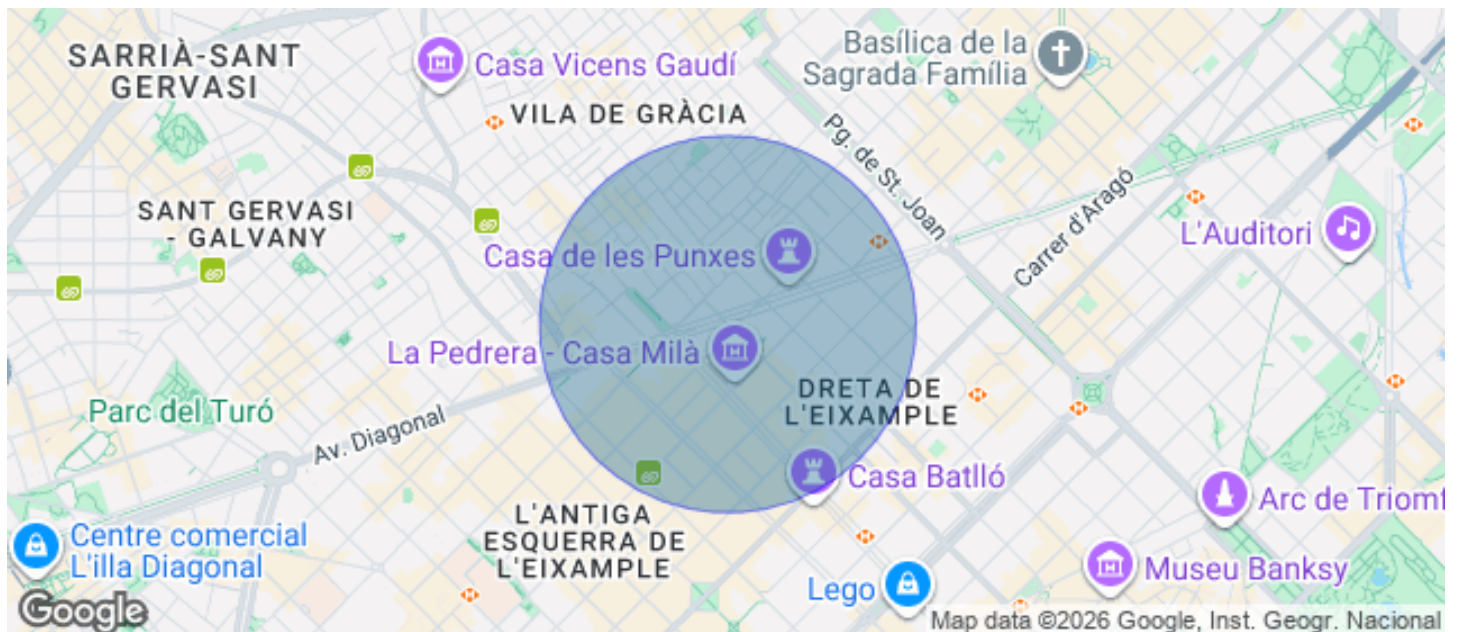 SARRIÀ-SANT
GERVASI
Casa Vicens Gaudí
Basílica de la
Sagrada Família
VILA DE GRÀCIA
Pg. de St. Joan
Carrer d'Aragó
SANT GERVASI
- GALVANY
L'Auditori
Casa de les Punxes
La Pedrera - Casa Milà
DRETA DE
L'EIXAMPLE
Parc del Turó
Av. Diagonal
Casa Batlló
Arc de Triomf
L'ANTIGA
ESQUERRA DE
L'EIXAMPLE
Centre comercial
L'illa Diagonal
Museu Banksy
Lego
Google
Map data ©2026 Google, Inst. Geogr. Nacional